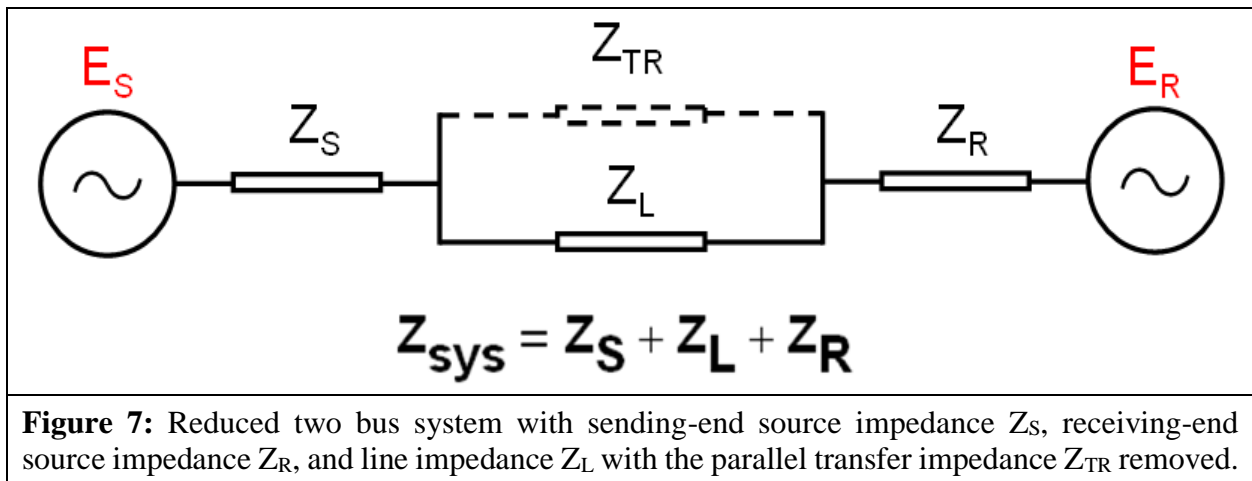 E_S
Z_TR
E_R
Z_S
Z_R
Z_L
Z_sys = Z_S + Z_L + Z_R
Figure 7: Reduced two bus system with sending-end source impedance Z_S, receiving-end
source impedance Z_R, and line impedance Z_L with the parallel transfer impedance Z_TR removed.